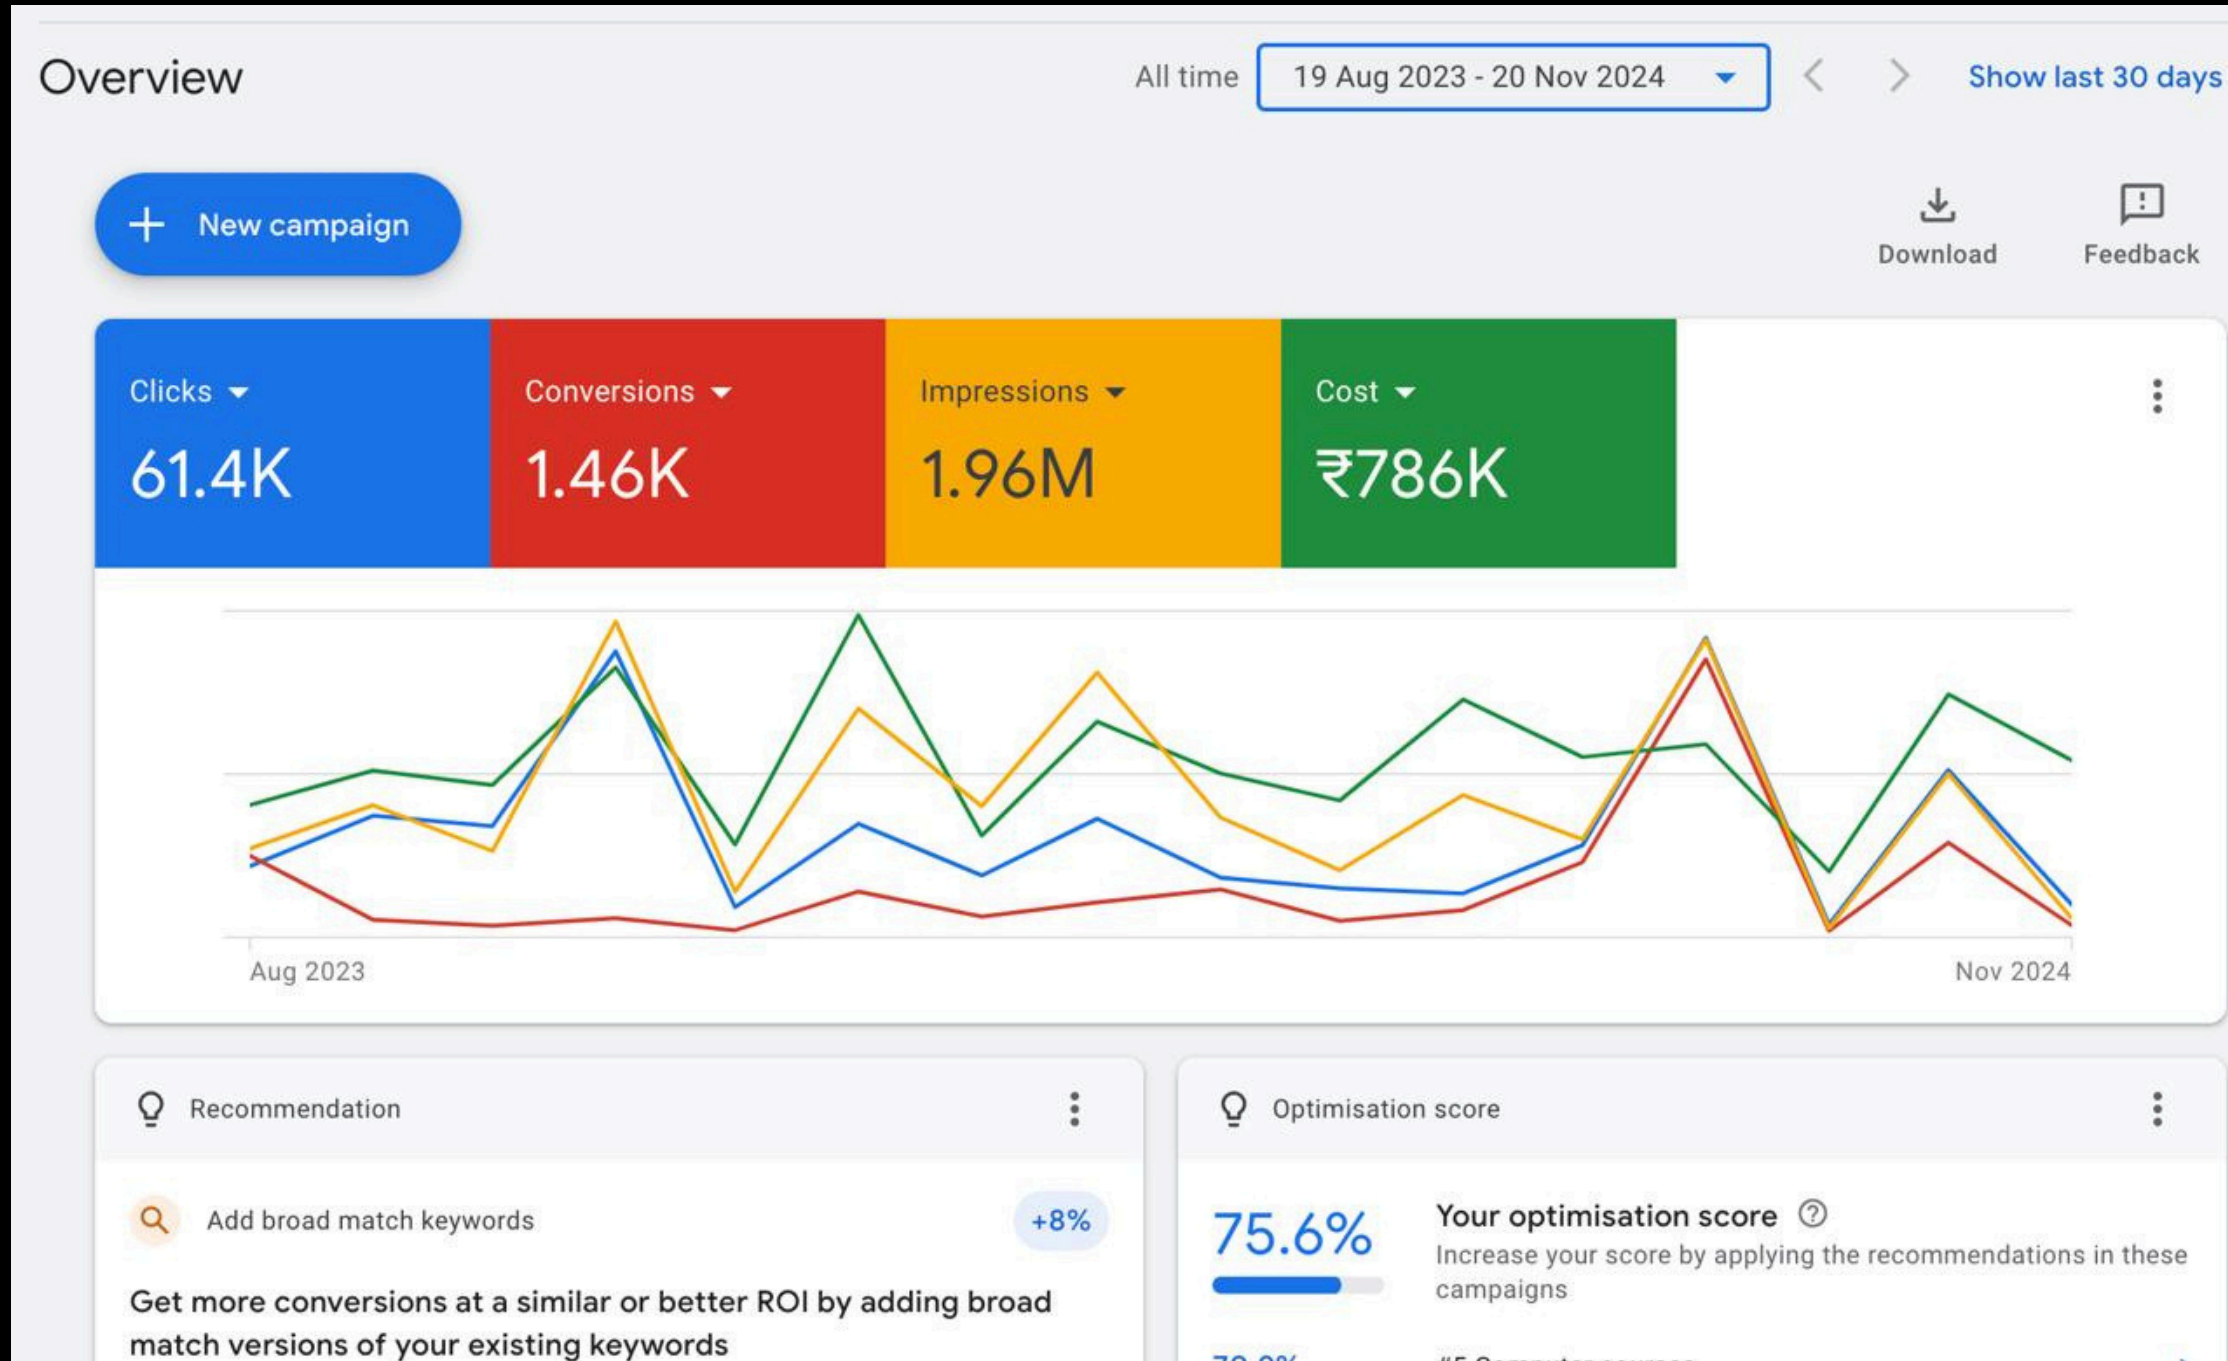 Overview
All time 19 Aug 2023 - 20 Nov 2024 Show last 30 days
New campaign
Download Feedback
Clicks Conversions Impressions Cost
61.4K 1.46K 1.96M ₹786K
Aug 2023 Nov 2024
Recommendation
Add broad match keywords +8%
Get more conversions at a similar or better ROI by adding broad
match versions of your existing keywords
Optimisation score
75.6% Your optimisation score
Increase your score by applying the recommendations in these
campaigns